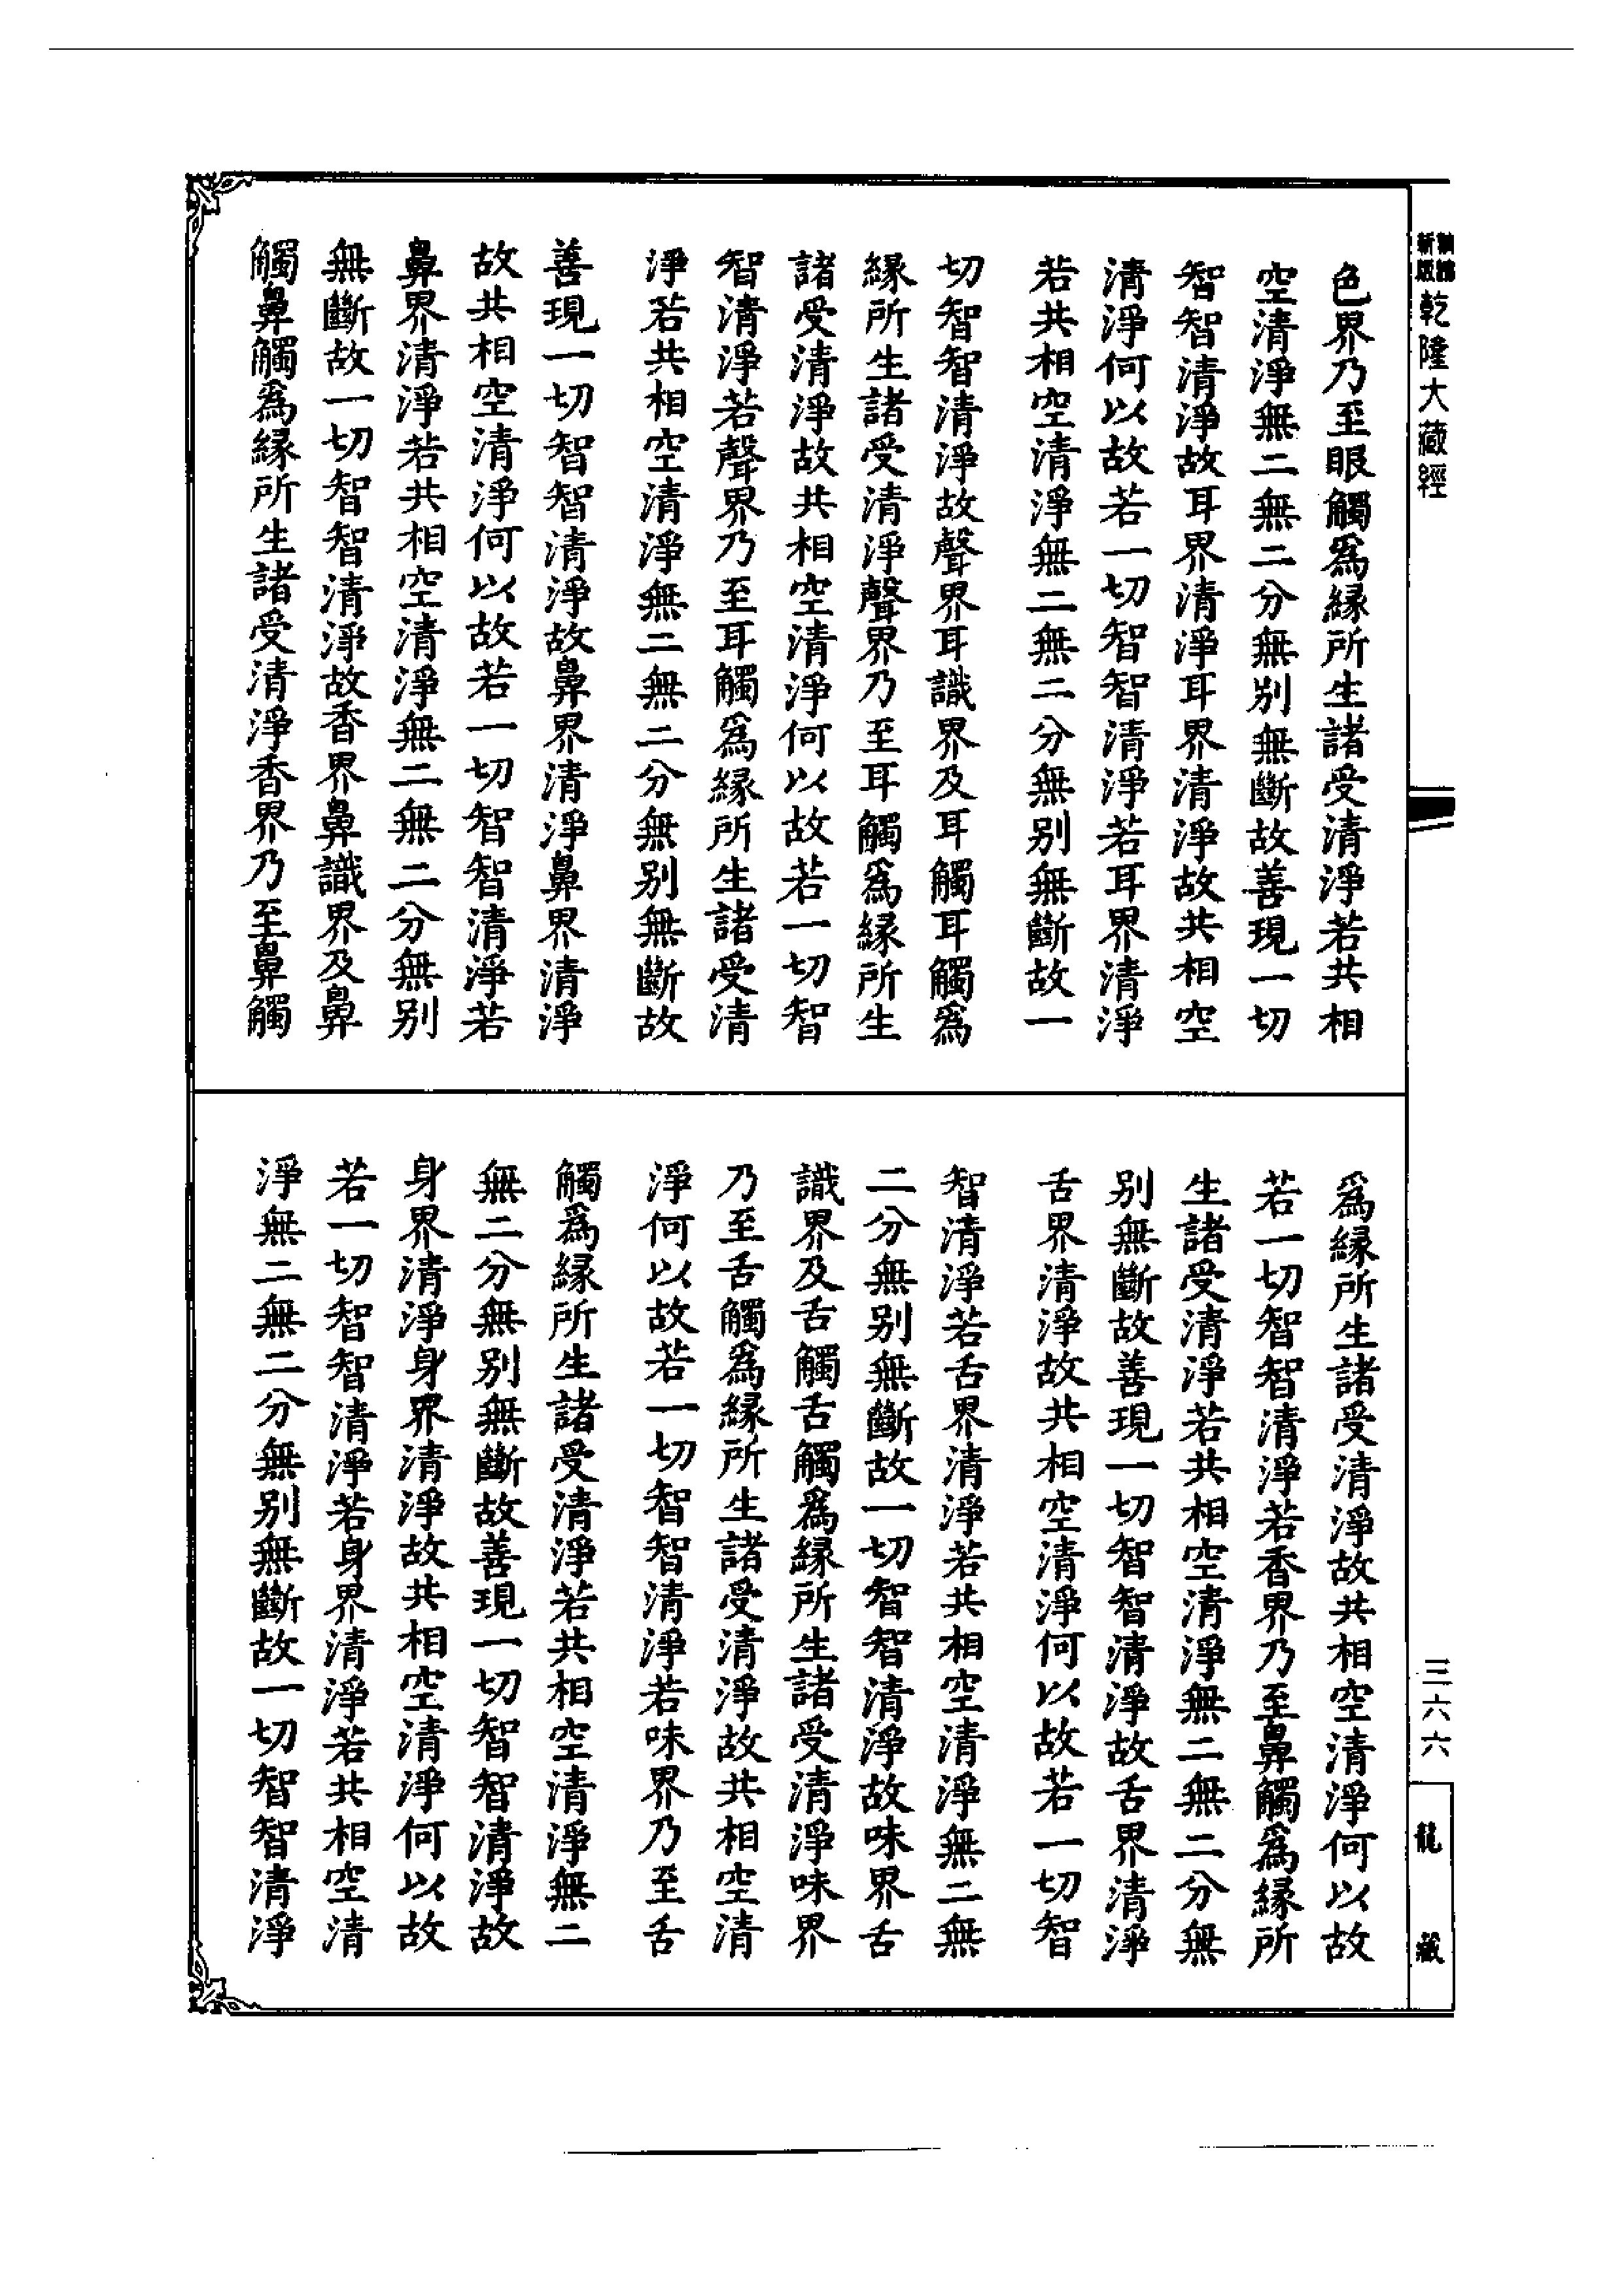 乾隆大藏經
色界乃至眼觸爲緣所生諸受清淨若共相
空清淨無二無二分無別無斷故善現一切
智智清淨故耳界清淨耳界清淨故共相空
清淨何以故若一切智智清淨若耳界清淨
若共相空清淨無二無二分無別無斷故一
切智智清淨故聲界耳識界及耳觸耳觸爲
緣所生諸受清淨聲界乃至耳觸爲緣所生
諸受清淨故共相空清淨何以故若一切智
智清淨若聲界乃至耳觸爲緣所生諸受清
淨若共相空清淨無二無二分無別無斷故
善現一切智智清淨故鼻界清淨鼻界清淨
故共相空清淨何以故若一切智智清淨若
鼻界清淨若共相空清淨無二無二分無別
無斷故一切智智清淨故香界鼻識界及鼻
觸鼻觸爲緣所生諸受清淨香界乃至鼻觸
爲緣所生諸受清淨故共相空清淨何以故
若一切智智清淨若香界乃至鼻觸爲緣所
生諸受清淨若共相空清淨無二無二分無
別無斷故善現一切智智清淨故舌界清淨
舌界清淨故共相空清淨何以故若一切智
智清淨若舌界清淨若共相空清淨無二無
二分無別無斷故一切智智清淨故味界舌
識界及舌觸舌觸爲緣所生諸受清淨味界
乃至舌觸爲緣所生諸受清淨故共相空清
淨何以故若一切智智清淨若味界乃至舌
觸爲緣所生諸受清淨若共相空清淨無二
無二分無別無斷故善現一切智智清淨故
身界清淨身界清淨故共相空清淨何以故
若一切智智清淨若身界清淨若共相空清
淨無二無二分無別無斷故一切智智清淨
三六六
龍藏